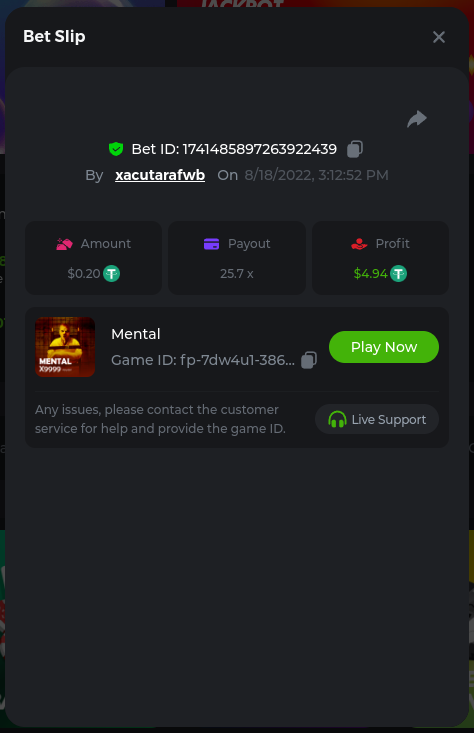 JACKPOT
Bet Slip
Bet ID: 1741485897263922439
By xacutarafwb On 8/18/2022, 3:12:52 PM
Amount Payout Profit
$0.20 25.7 x $4.94
MENTAL
X9999
Mental
Game ID: fp-7dw4u1-386...
Play Now
Any issues, please contact the customer
service for help and provide the game ID.
Live Support